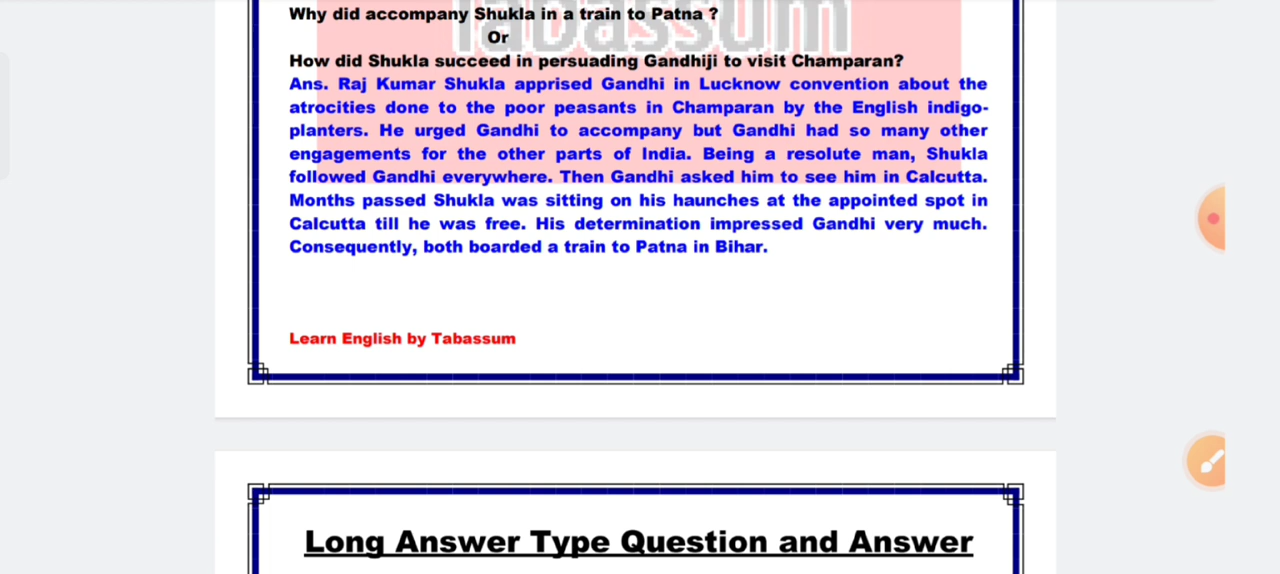 Tabassum
Why did accompany Shukla in a train to Patna ?
Or
How did Shukla succeed in persuading Gandhiji to visit Champaran?
Ans. Raj Kumar Shukla apprised Gandhi in Lucknow convention about the
atrocities done to the poor peasants in Champaran by the English indigo-
planters. He urged Gandhi to accompany but Gandhi had so many other
engagements for the other parts of India. Being a resolute man, Shukla
followed Gandhi everywhere. Then Gandhi asked him to see him in Calcutta.
Months passed Shukla was sitting on his haunches at the appointed spot in
Calcutta till he was free. His determination impressed Gandhi very much.
Consequently, both boarded a train to Patna in Bihar.
Learn English by Tabassum
Long Answer Type Question and Answer